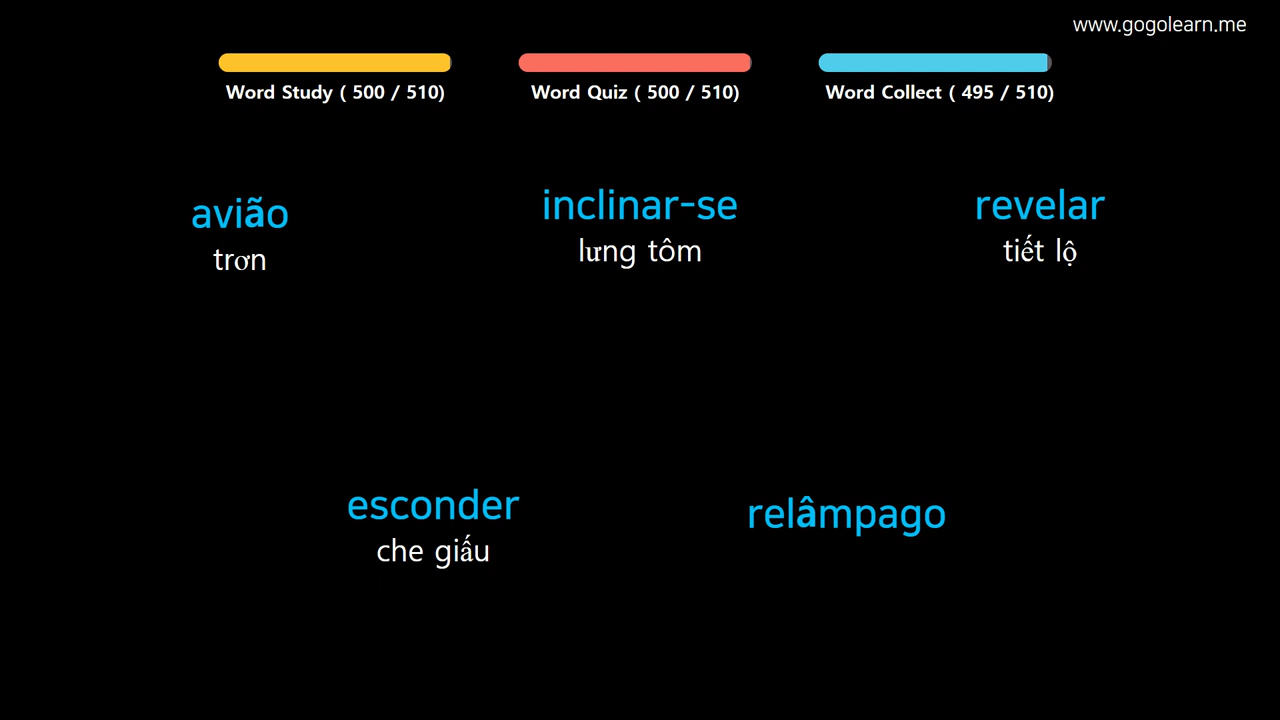 www.gogolearn.me
Word Study ( 500 / 510)
Word Quiz ( 500 / 510)
Word Collect ( 495 / 510)
avião
trơn
inclinar-se
lưng tôm
revelar
tiết lộ
esconder
che giấu
relâmpago